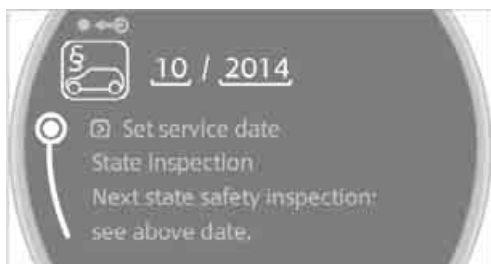 § 10 / 2014
Set service date
State inspection
Next state safety inspection:
see above date.